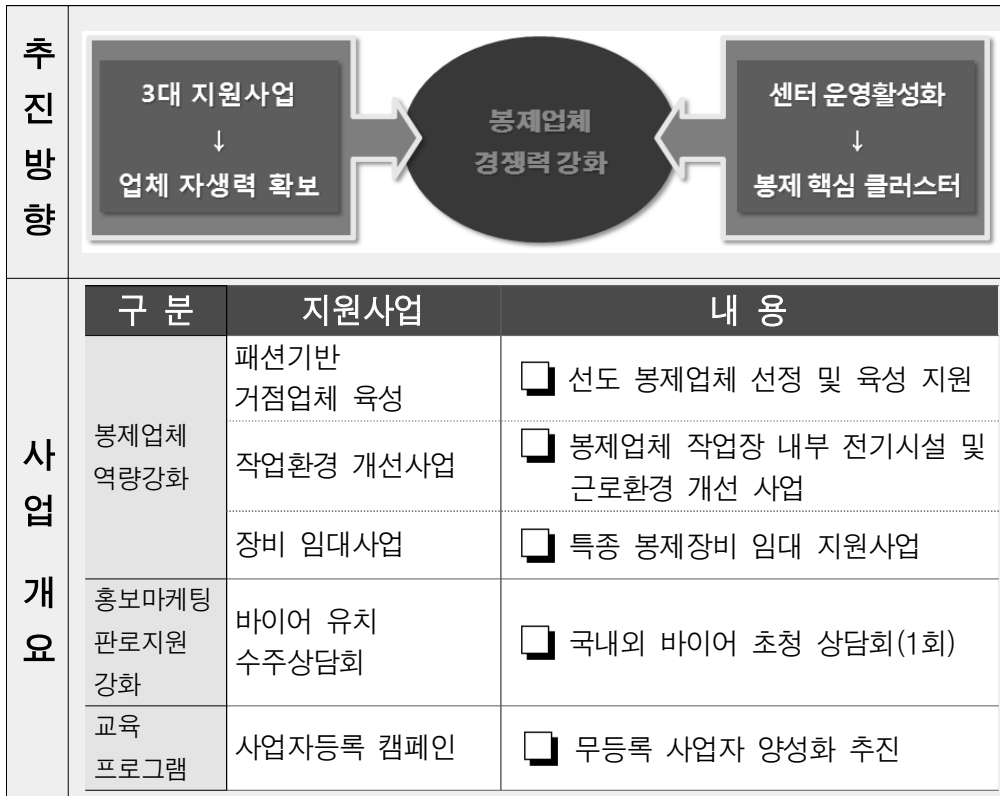 추진방향
3대 지원사업
↓
업체 자생력 확보
봉제업체
경쟁력 강화
센터 운영활성화
↓
봉제 핵심 클러스터
사업 개요
구 분 지원사업 내 용
봉제업체
역량강화
패션기반
거점업체 육성
❏ 선도 봉제업체 선정 및 육성 지원
작업환경 개선사업
❏ 봉제업체 작업장 내부 전기시설 및
근로환경 개선 사업
장비 임대사업
❏ 특종 봉제장비 임대 지원사업
홍보마케팅
판로지원
강화
바이어 유치
수주상담회
❏ 국내외 바이어 초청 상담회(1회)
교육
프로그램
사업자등록 캠페인
❏ 무등록 사업자 양성화 추진